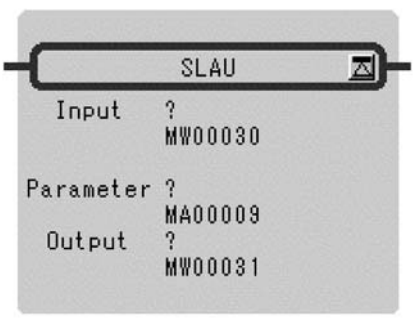 SLAU
Input ?
MW00030
Parameter ?
MA00009
Output ?
MW00031